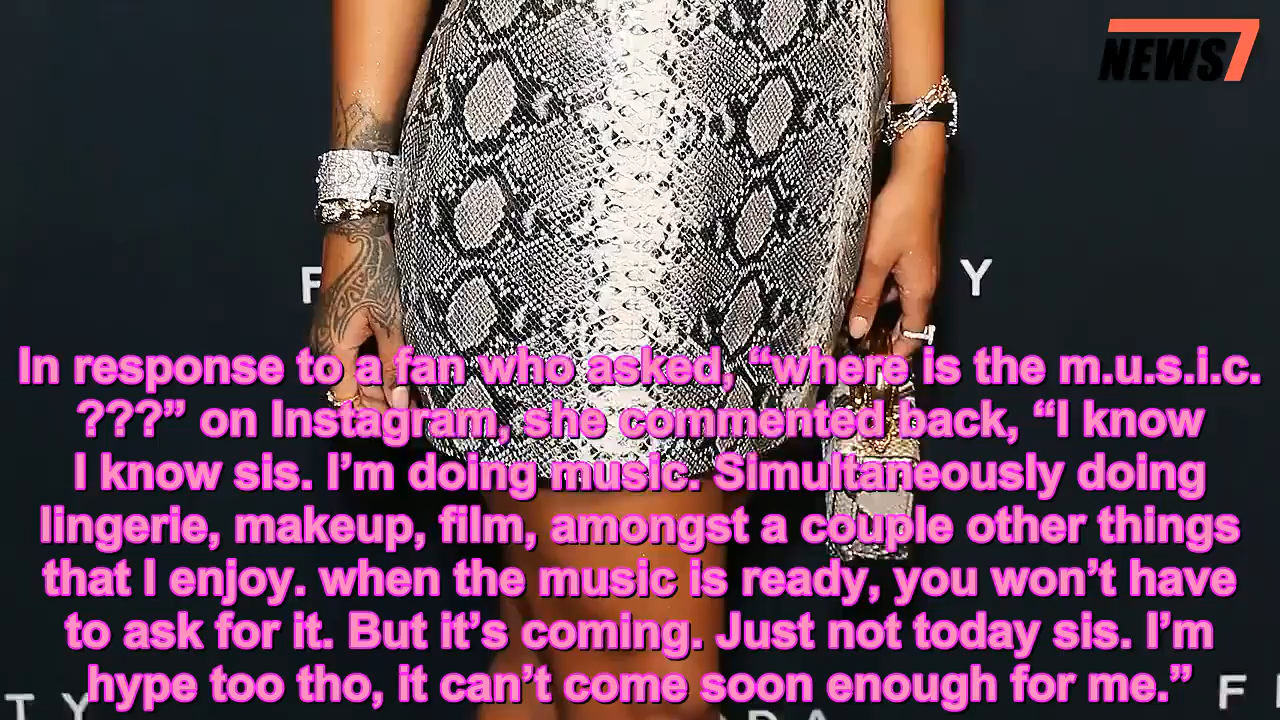 NEWS7
F Y
In response to a fan who asked, “where is the m.u.s.i.c.
???” on Instagram, she commented back, “I know
I know sis. I’m doing music. Simultaneously doing
lingerie, makeup, film, amongst a couple other things
that I enjoy. when the music is ready, you won’t have
to ask for it. But it’s coming. Just not today sis. I’m
hype too tho, it can’t come soon enough for me.”
TY F